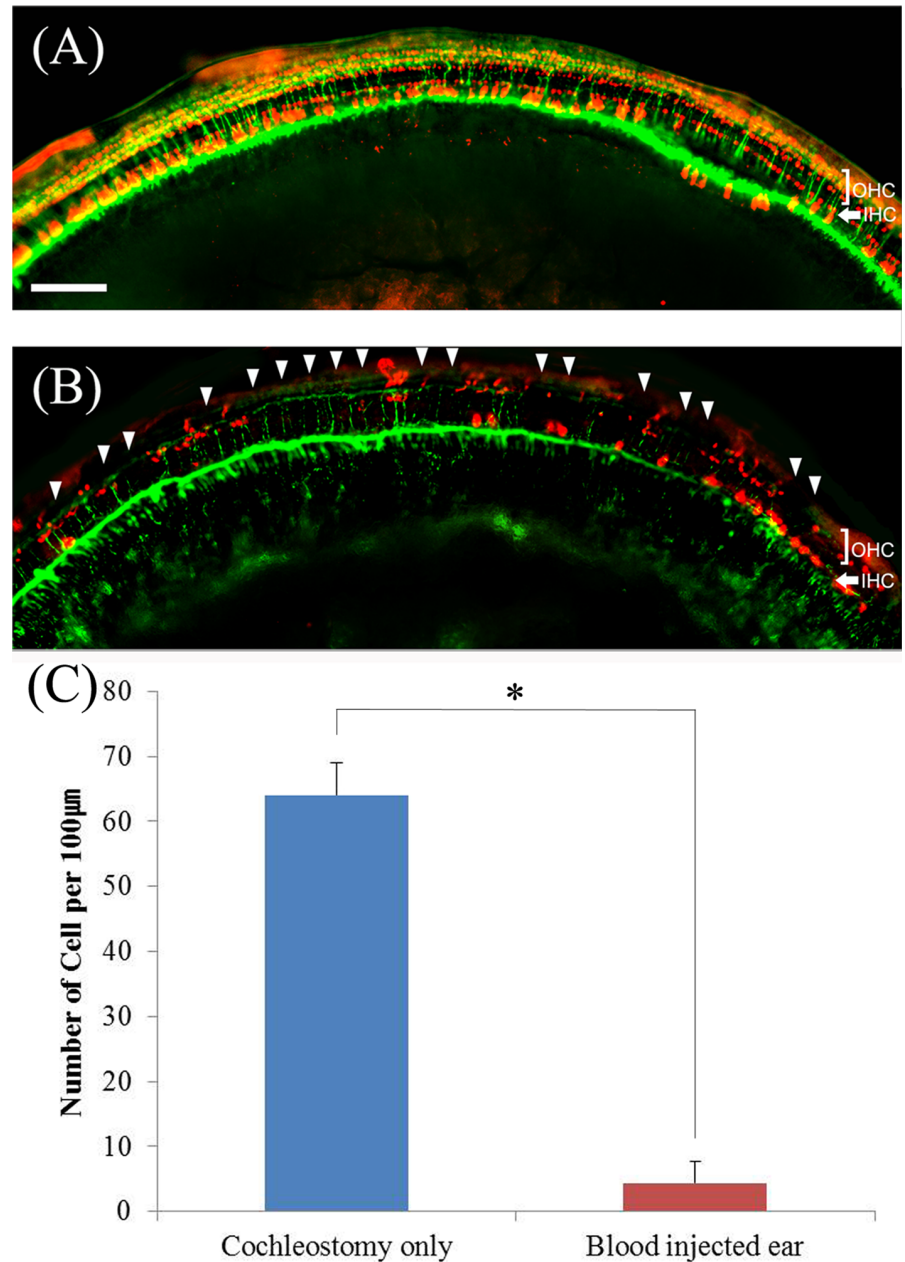 (A)
OHC
IHC
(B)
OHC
IHC
(C)
80
70
60
50
40
30
20
10
0
Number of Cell per 100㎛
*
Cochleostomy only
Blood injected ear